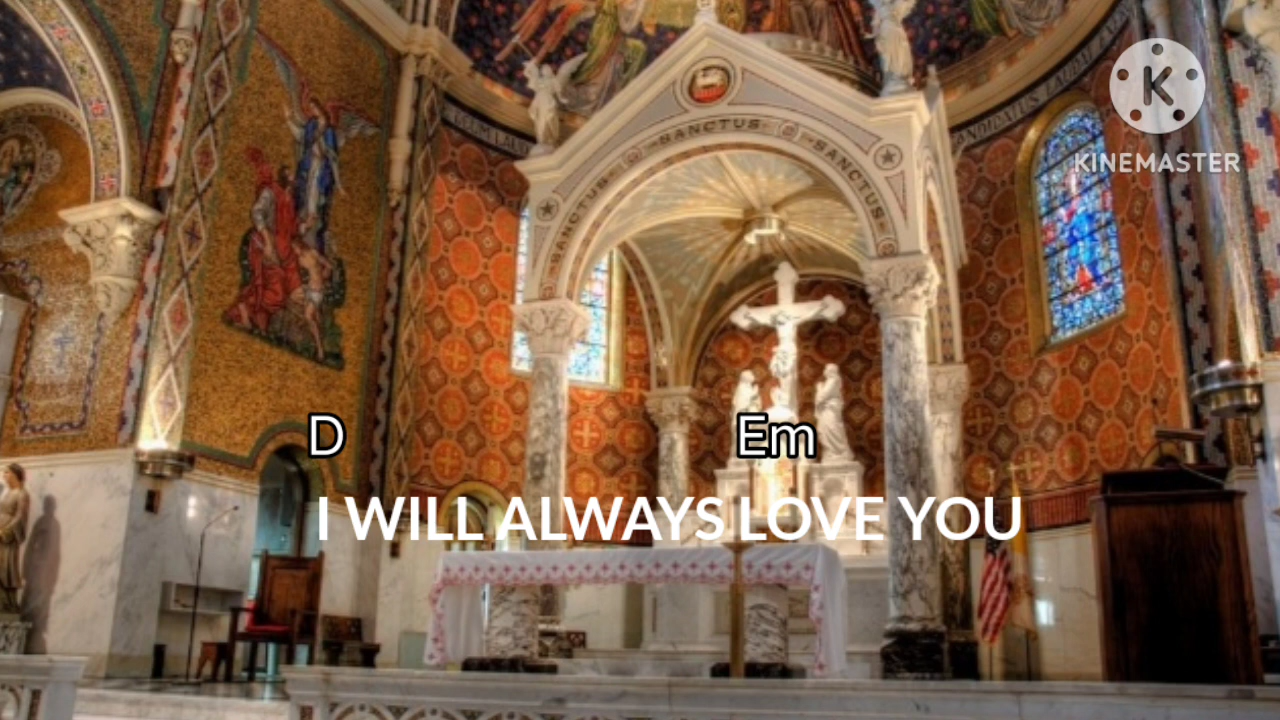 K
KINEMASTER
SANCTUS SANCTUS SANCTUS
D Em
I WILL ALWAYS LOVE YOU